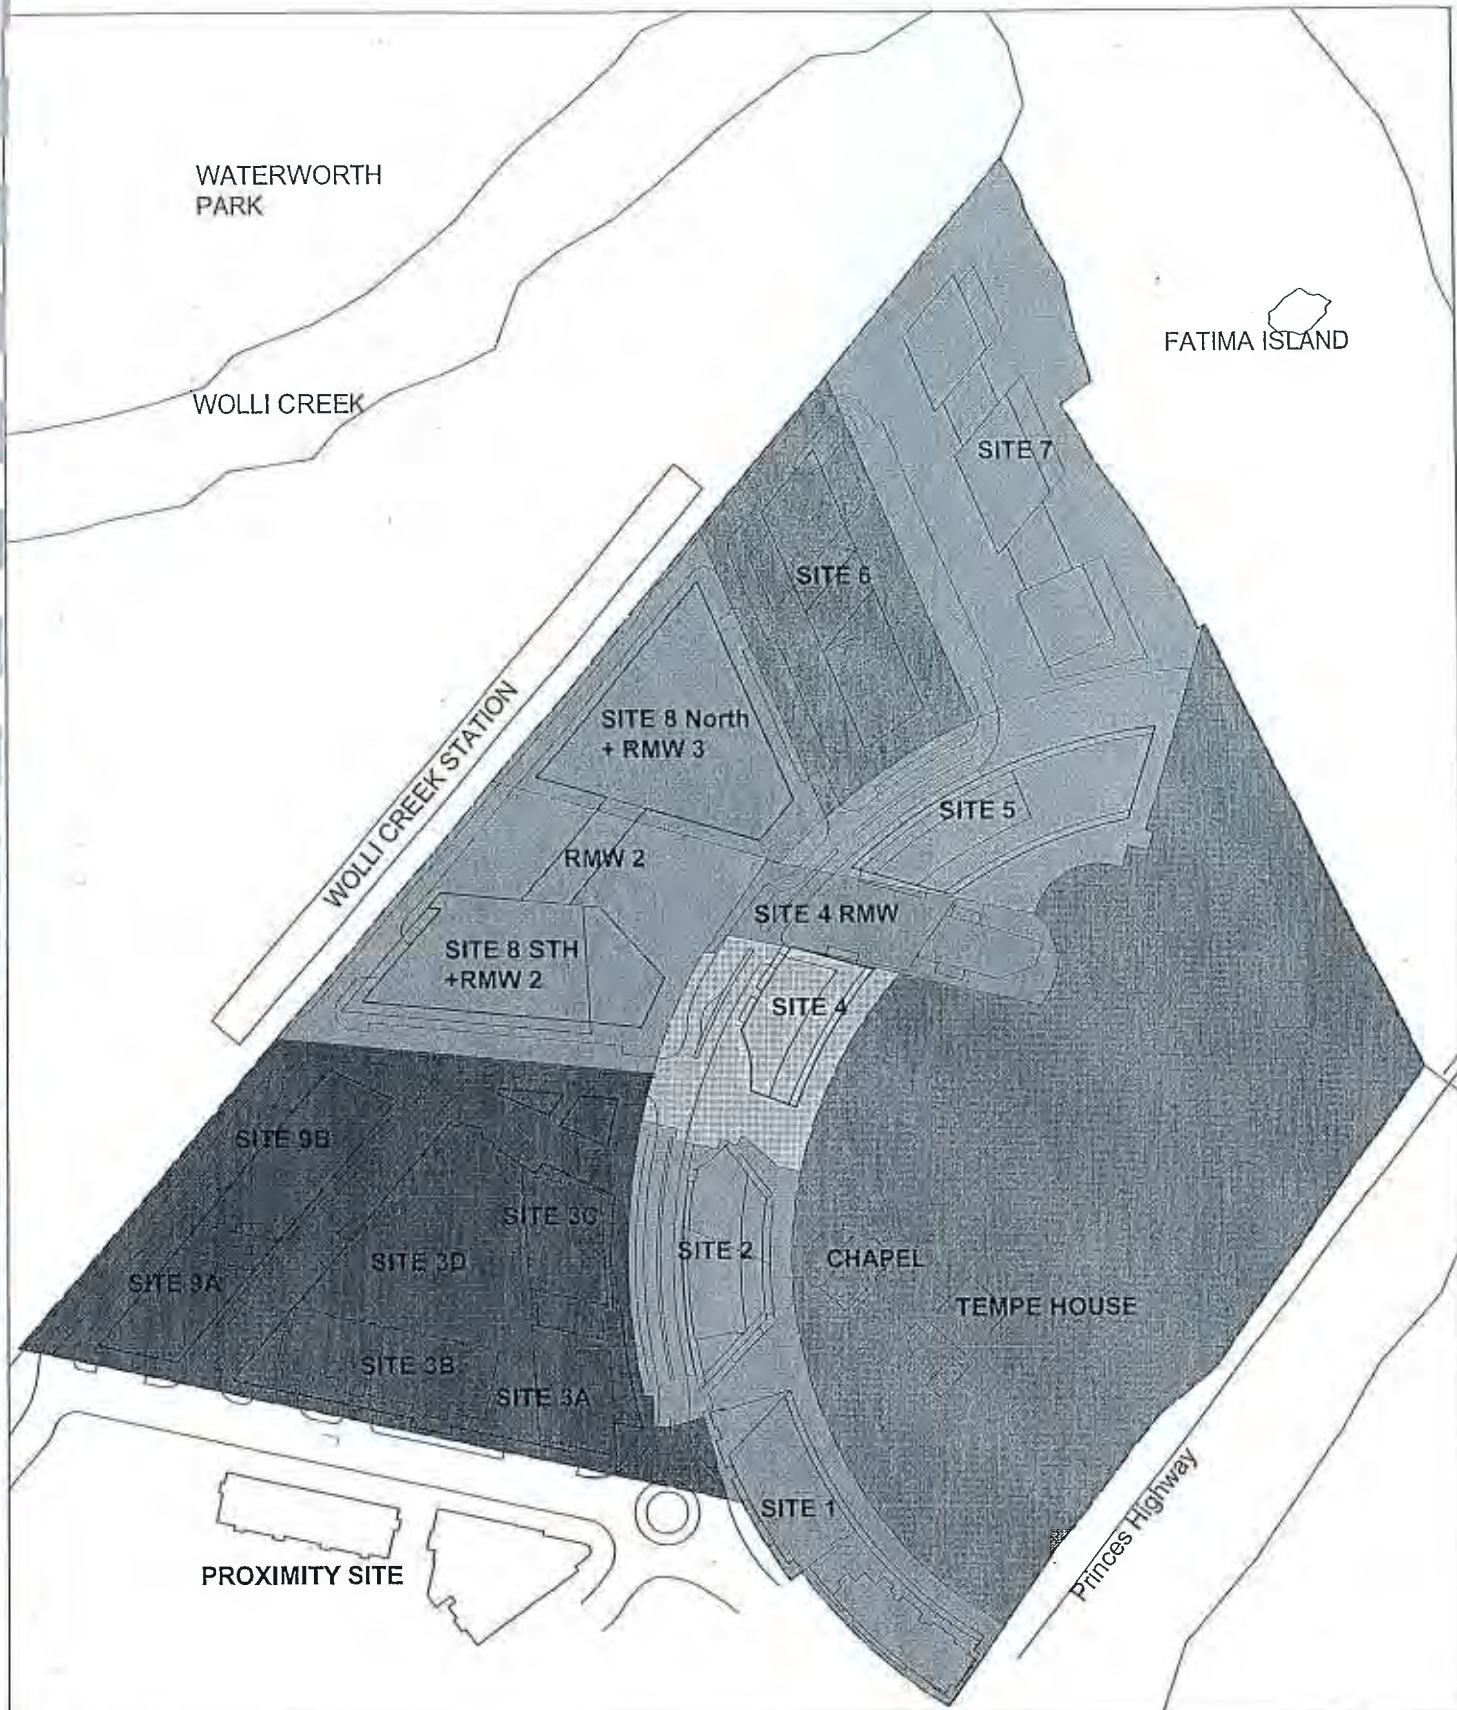 WATERWORTH
PARK
FATIMA ISLAND
WOLLI CREEK
SITE 7
SITE 6
WOLLI CREEK STATION
SITE 8 North
+ RMW 3
SITE 5
RMW 2
SITE 4 RMW
SITE 8 STH
+RMW 2
SITE 4
SITE 9B
SITE 3C
SITE 2
CHAPEL
SITE 3D
SITE 9A
TEMPE HOUSE
SITE 3B
SITE 3A
SITE 1
Princes Highway
PROXIMITY SITE